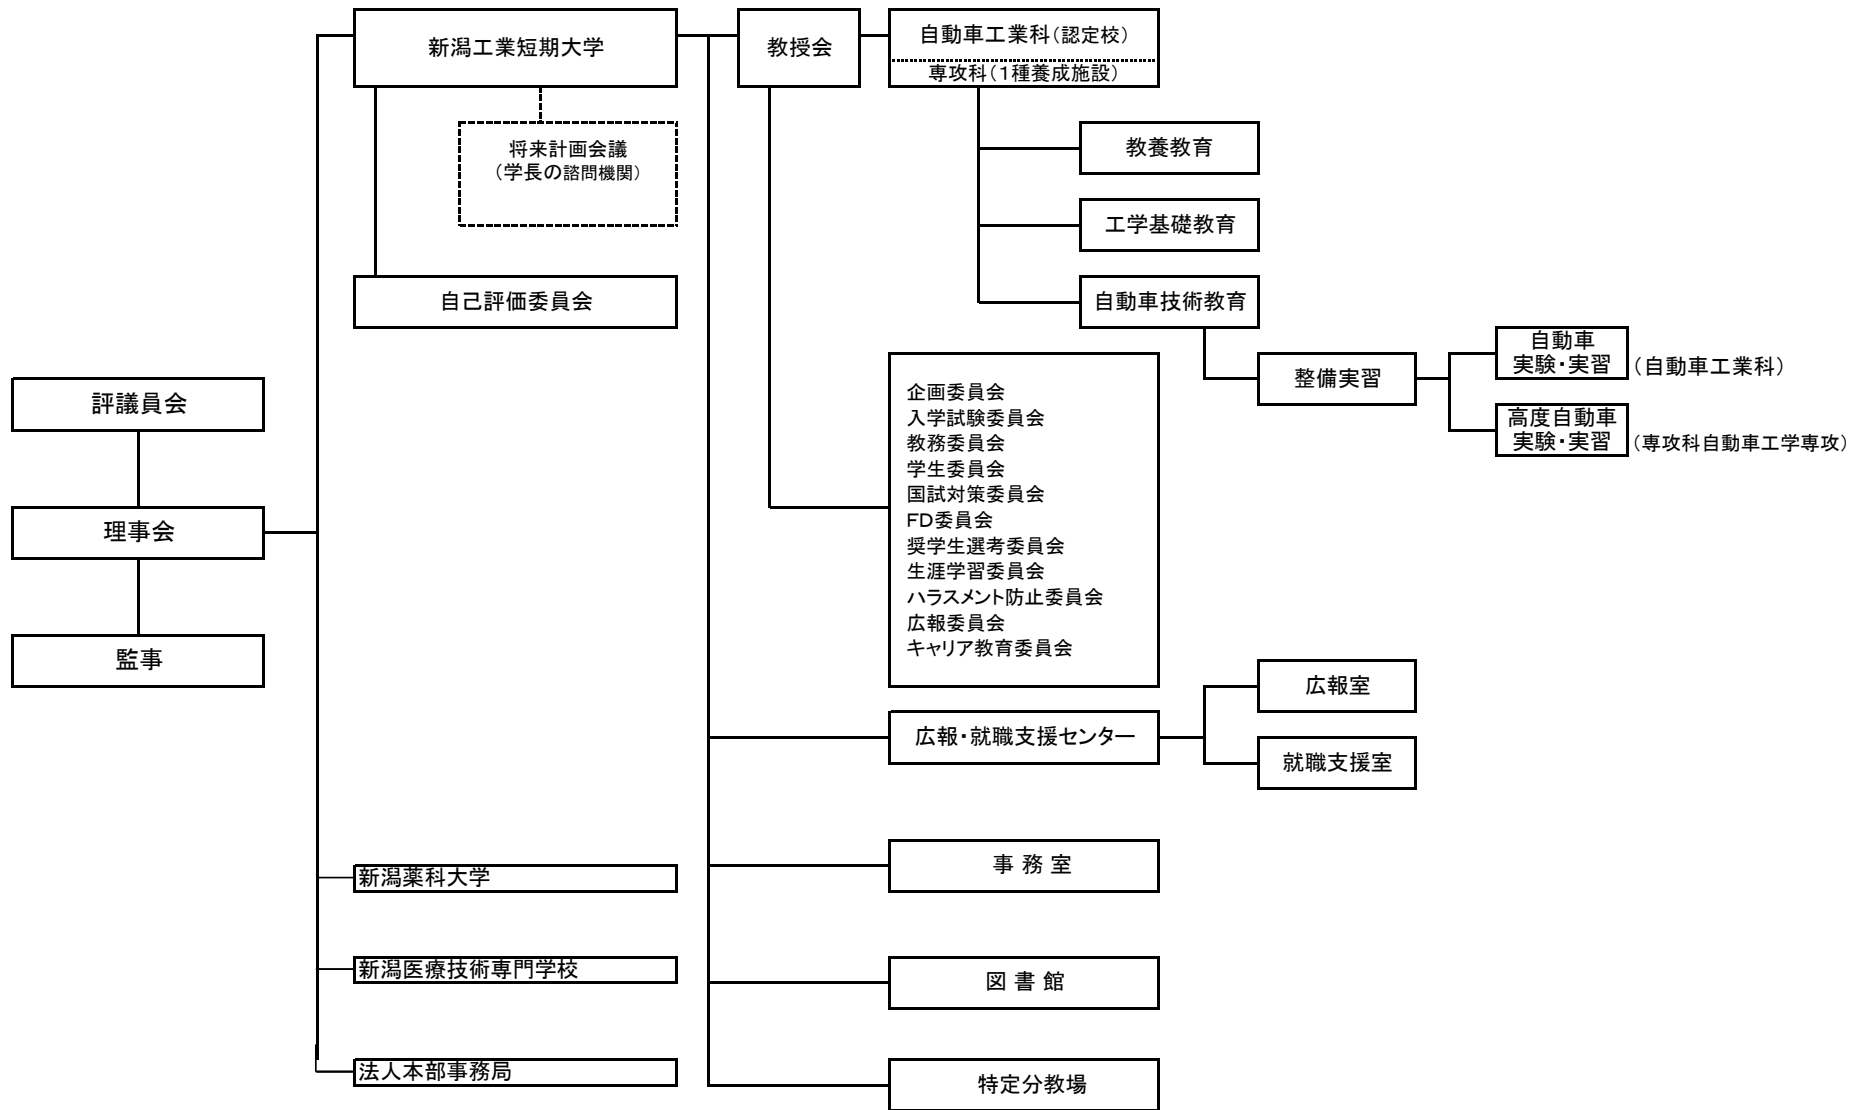 新潟工業短期大学
教授会
自動車工業科(認定校)
専攻科(1種養成施設)
将来計画会議
(学長の諮問機関)
教養教育
工学基礎教育
自己評価委員会
自動車技術教育
自動車
実験・実習
(自動車工業科)
整備実習
高度自動車
実験・実習
(専攻科自動車工学専攻)
評議員会
理事会
監事
企画委員会
入学試験委員会
教務委員会
学生委員会
国試対策委員会
FD委員会
奨学生選考委員会
生涯学習委員会
ハラスメント防止委員会
広報委員会
キャリア教育委員会
広報室
広報・就職支援センター
就職支援室
事 務 室
新潟薬科大学
新潟医療技術専門学校
図 書 館
法人本部事務局
特定分教場